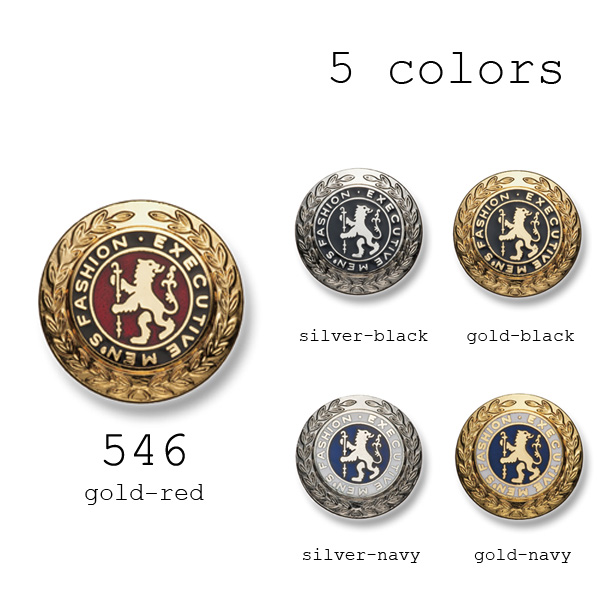 5 colors
FASHION · EXECUTIVE MEN'S
546
gold-red
FASHION · EXECUTIVE MEN'S
silver-black
FASHION · EXECUTIVE MEN'S
gold-black
FASHION · EXECUTIVE MEN'S
silver-navy
FASHION · EXECUTIVE MEN'S
gold-navy